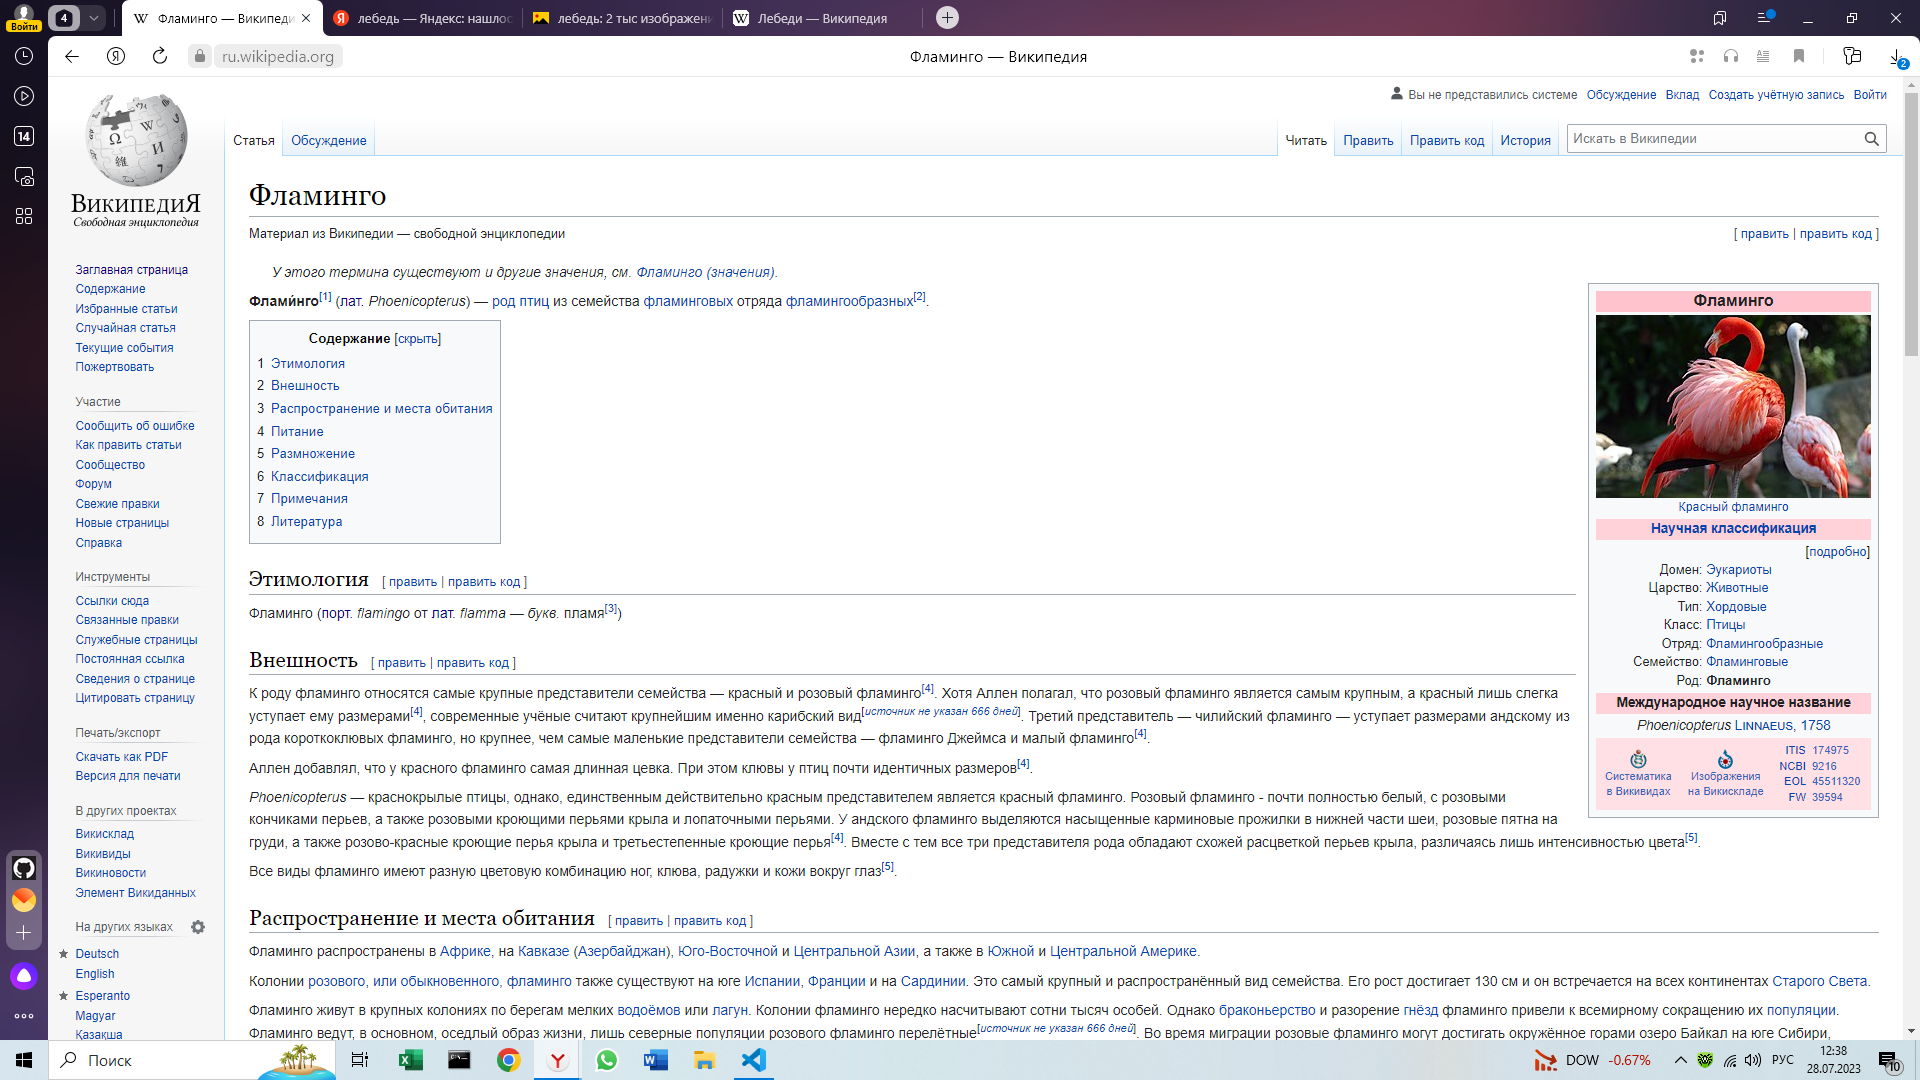 Войти
4
Фламинго — Википеди
лебедь — Яндекс: нашлос
лебедь: 2 тыс изображени
Лебеди — Википедия
ru.wikipedia.org
Фламинго — Википедия
2
14
Вы не представились системе Обсуждение Вклад Создать учётную запись Войти
Статья Обсуждение
Читать Править Править код История
Искать в Википедии
ВИКИПЕДИЯ
Свободная энциклопедия
Заглавная страница
Содержание
Избранные статьи
Случайная статья
Текущие события
Пожертвовать
Участие
Сообщить об ошибке
Как править статьи
Сообщество
Форум
Свежие правки
Новые страницы
Справка
Инструменты
Ссылки сюда
Связанные правки
Служебные страницы
Постоянная ссылка
Сведения о странице
Цитировать страницу
Печать/экспорт
Скачать как PDF
Версия для печати
В других проектах
Викисклад
Викивиды
Викиновости
Элемент Викиданных
На других языках
Deutsch
English
Esperanto
Magyar
Қазақша
Фламинго
Материал из Википедии — свободной энциклопедии
[ править | править код ]
У этого термина существуют и другие значения, см. Фламинго (значения).
Флами́нго[1] (лат. Phoenicopterus) — род птиц из семейства фламинговых отряда фламингообразных[2].
Содержание [скрыть]
1 Этимология
2 Внешность
3 Распространение и места обитания
4 Питание
5 Размножение
6 Классификация
7 Примечания
8 Литература
Этимология [ править | править код ]
Фламинго (порт. flamingo от лат. flamma — букв. пламя[3])
Внешность [ править | править код ]
К роду фламинго относятся самые крупные представители семейства — красный и розовый фламинго[4]. Хотя Аллен полагал, что розовый фламинго является самым крупным, а красный лишь слегка
уступает ему размерами[4], современные учёные считают крупнейшим именно карибский вид[источник не указан 666 дней]. Третий представитель — чилийский фламинго — уступает размерами андскому из
рода короткоклювых фламинго, но крупнее, чем самые маленькие представители семейства — фламинго Джеймса и малый фламинго[4].
Аллен добавлял, что у красного фламинго самая длинная цевка. При этом клювы у птиц почти идентичных размеров[4].
Phoenicopterus — краснокрылые птицы, однако, единственным действительно красным представителем является красный фламинго. Розовый фламинго - почти полностью белый, с розовыми
кончиками перьев, а также розовыми кроющими перьями крыла и лопаточными перьями. У андского фламинго выделяются насыщенные карминовые прожилки в нижней части шеи, розовые пятна на
груди, а также розово-красные кроющие перья крыла и третьестепенные кроющие перья[4]. Вместе с тем все три представителя рода обладают схожей расцветкой перьев крыла, различаясь лишь интенсивностью цвета[5].
Все виды фламинго имеют разную цветовую комбинацию ног, клюва, радужки и кожи вокруг глаз[5].
Распространение и места обитания [ править | править код ]
Фламинго распространены в Африке, на Кавказе (Азербайджан), Юго-Восточной и Центральной Азии, а также в Южной и Центральной Америке.
Колонии розового, или обыкновенного, фламинго также существуют на юге Испании, Франции и на Сардинии. Это самый крупный и распространённый вид семейства. Его рост достигает 130 см и он встречается на всех континентах Старого Света.
Фламинго живут в крупных колониях по берегам мелких водоёмов или лагун. Колонии фламинго нередко насчитывают сотни тысяч особей. Однако браконьерство и разорение гнёзд фламинго привели к всемирному сокращению их популяции.
Фламинго ведут, в основном, оседлый образ жизни, лишь северные популяции розового фламинго перелётные[источник не указан 666 дней]. Во время миграции розовые фламинго могут достигать окружённое горами озеро Байкал на юге Сибири,
Фламинго
Красный фламинго
Научная классификация
[подробно]
Домен: Эукариоты
Царство: Животные
Тип: Хордовые
Класс: Птицы
Отряд: Фламингообразные
Семейство: Фламинговые
Род: Фламинго
Международное научное название
Phoenicopterus LINNAEUS, 1758
Систематика
в Викивидах
Изображения
на Викискладе
ITIS 174975
NCBI 9216
EOL 45511320
FW 39594
Поиск
DOW -0.67%
РУС
12:38
28.07.2023
10